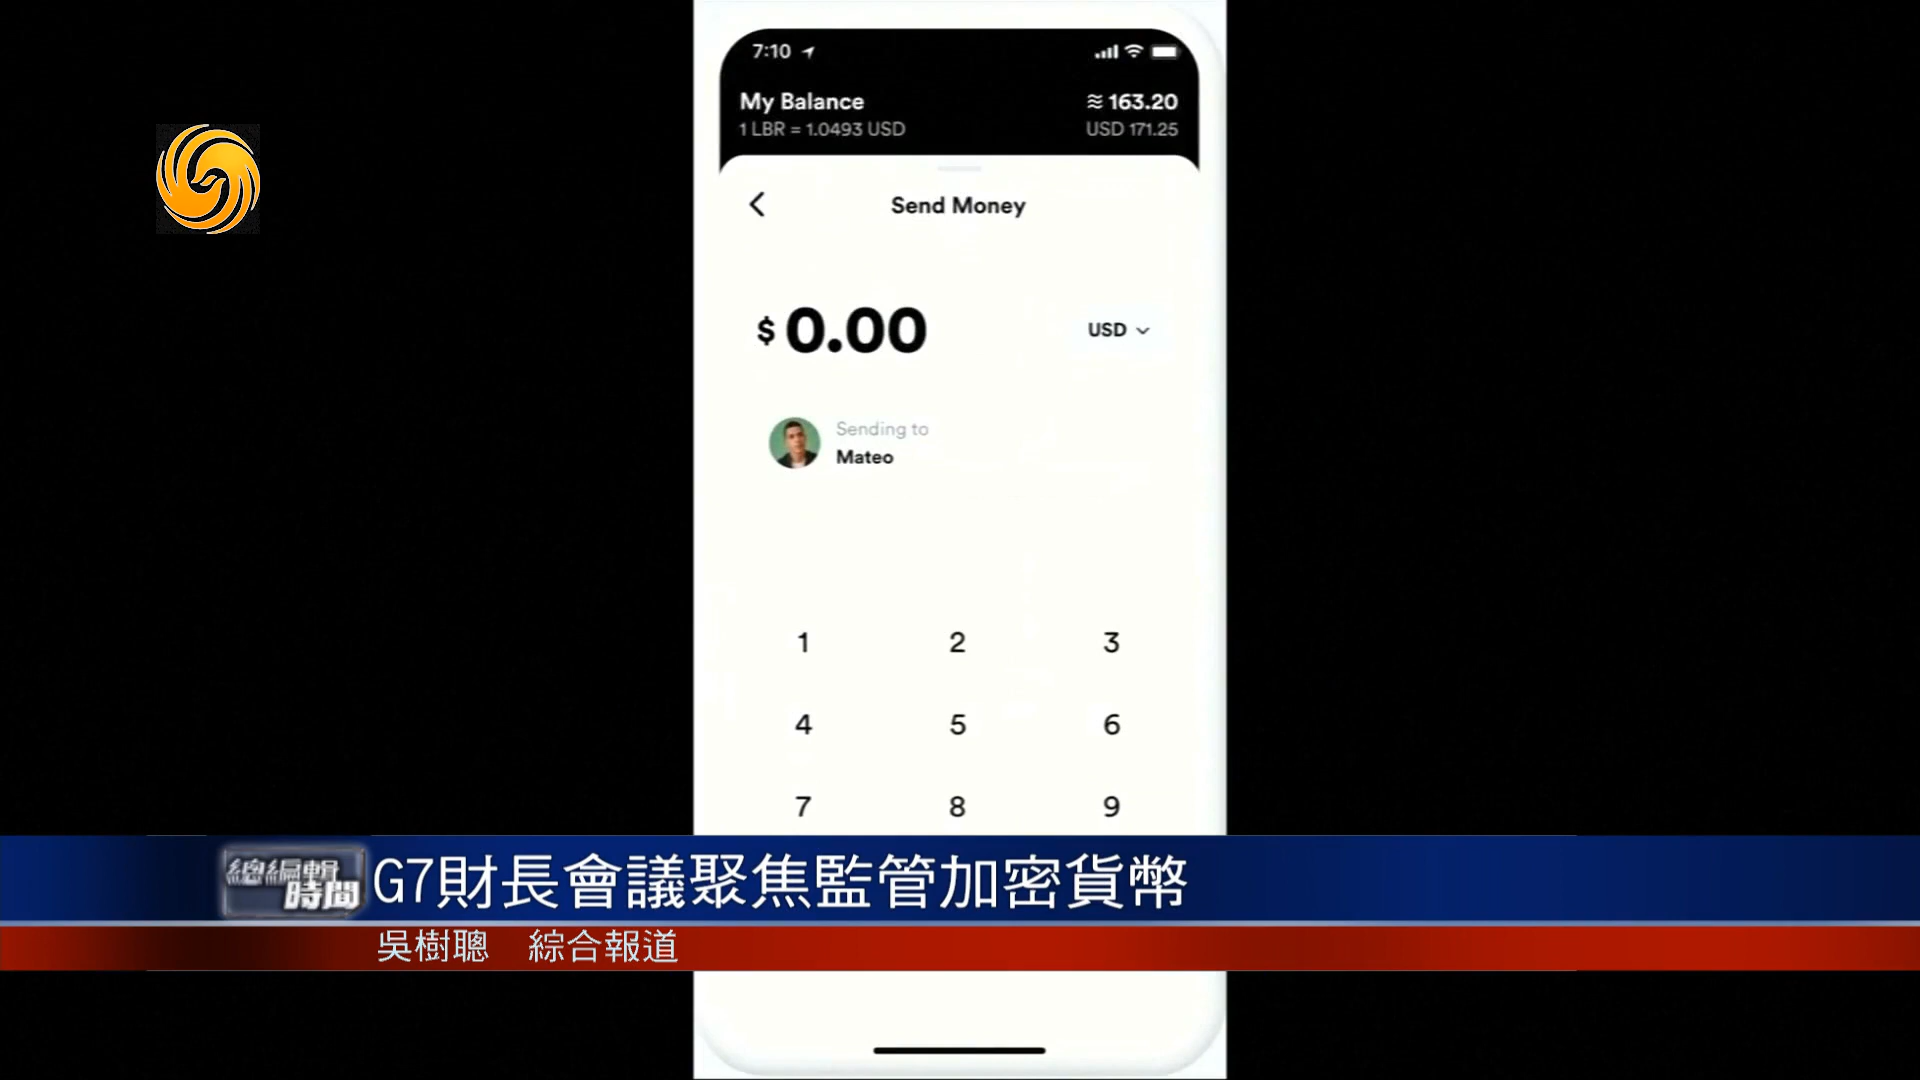 7:10
My Balance
≋ 163.20
1 LBR = 1.0493 USD
USD 171.25
Send Money
$ 0.00
USD
Sending to
Mateo
1 2 3
4 5 6
7 8 9
總編輯
時間
G7財長會議聚焦監管加密貨幣
吳樹聰 綜合報道